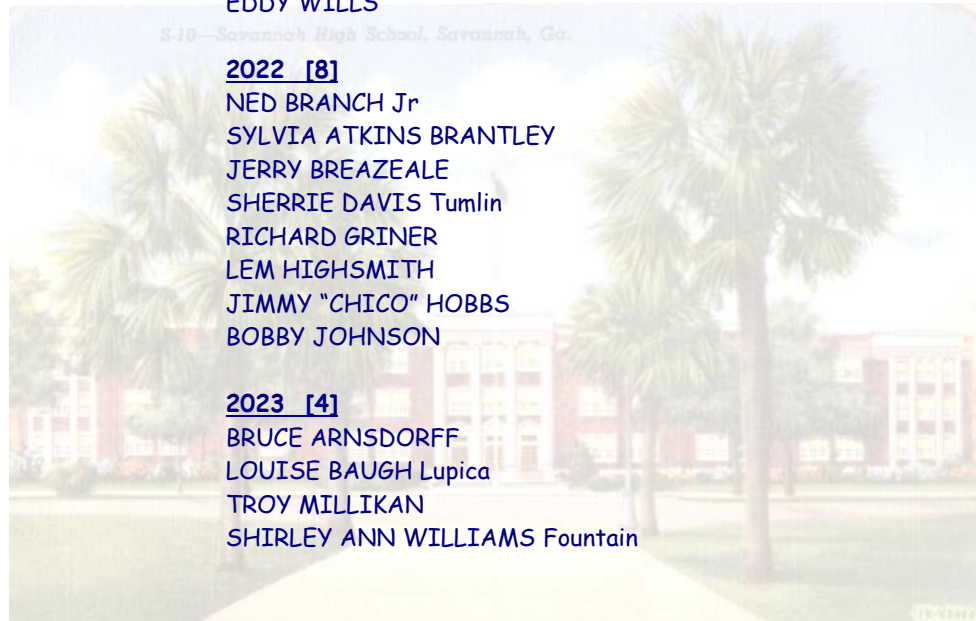 EDDY WILLS
S-10—Savannah High School, Savannah, Ga.
2022 [8]
NED BRANCH Jr
SYLVIA ATKINS BRANTLEY
JERRY BREAZEALE
SHERRIE DAVIS Tumlin
RICHARD GRINER
LEM HIGHSMITH
JIMMY “CHICO” HOBBS
BOBBY JOHNSON
2023 [4]
BRUCE ARNSDORFF
LOUISE BAUGH Lupica
TROY MILLIKAN
SHIRLEY ANN WILLIAMS Fountain